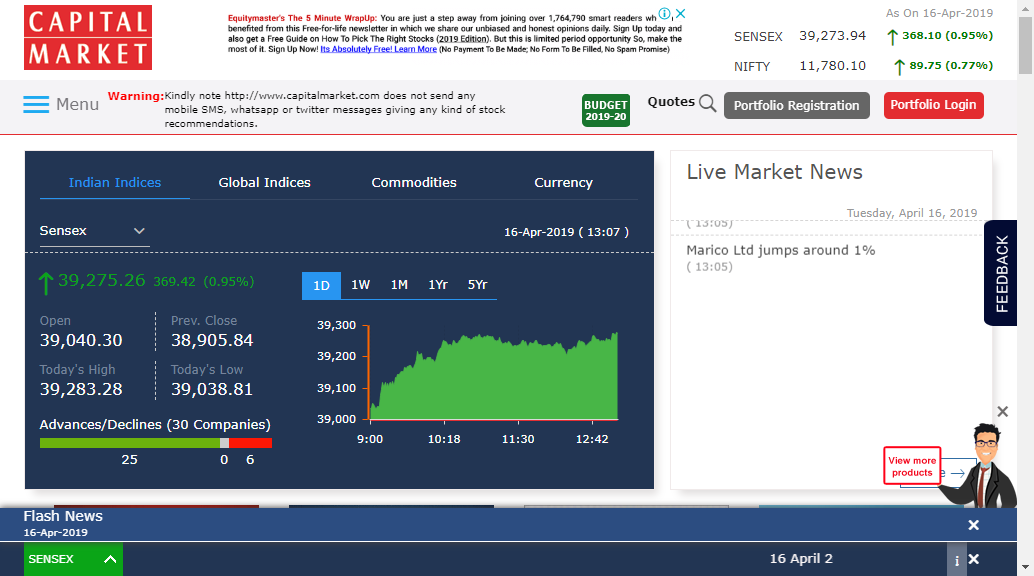 CAPITAL
MARKET
Equitymaster's The 5 Minute WrapUp: You are just a step away from joining over 1,764,790 smart readers wh
benefited from this Free-for-life newsletter in which we share our unbiased and honest opinions daily. Sign up today and
also get a Free Guide on How To Pick The Right Stocks (2019 Edition). But this is limited period opportunity So, make the
most of it. Sign Up Now! Its Absolutely Free! Learn More (No Payment To Be Made; No Form To Be Filled, No Spam Promise)
As On 16-Apr-2019
SENSEX 39,273.94 368.10 (0.95%)
NIFTY 11,780.10 89.75 (0.77%)
Menu
Warning:Kindly note http://www.capitalmarket.com does not send any
mobile SMS, whatsapp or twitter messages giving any kind of stock
recommendations.
BUDGET
2019-20
Quotes
Portfolio Registration
Portfolio Login
Indian Indices Global Indices Commodities Currency
Sensex
16-Apr-2019 ( 13:07 )
39,275.26 369.42 (0.95%)
Open Prev. Close
39,040.30 38,905.84
Today's High Today's Low
39,283.28 39,038.81
Advances/Declines (30 Companies)
25 0 6
1D 1W 1M 1Yr 5Yr
39,300
39,200
39,100
39,000
9:00 10:18 11:30 12:42
Live Market News
Tuesday, April 16, 2019
( 13:05)
Marico Ltd jumps around 1%
( 13:05)
FEEDBACK
View more
products
Flash News
16-Apr-2019
SENSEX
16 April 2